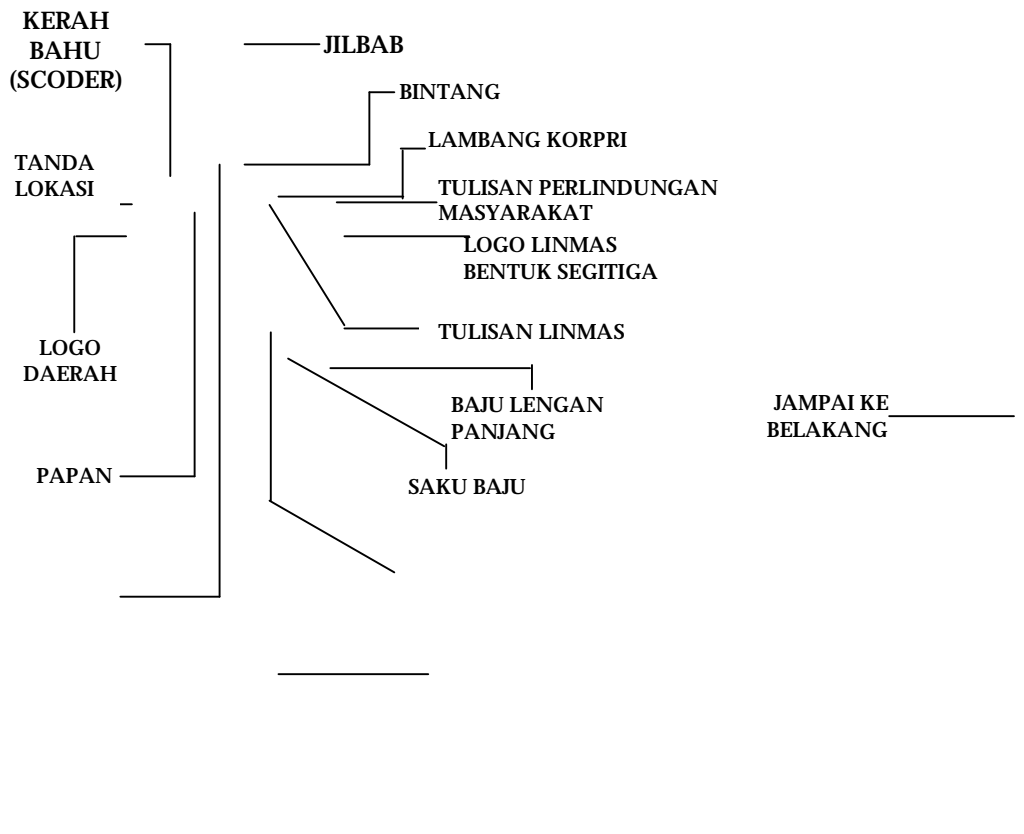 KERAH
BAHU
(SCODER)
JILBAB
BINTANG
LAMBANG KORPRI
TANDA
LOKASI
TULISAN PERLINDUNGAN
MASYARAKAT
LOGO LINMAS
BENTUK SEGITIGA
TULISAN LINMAS
LOGO
DAERAH
BAJU LENGAN
PANJANG
JAMPAI KE
BELAKANG
PAPAN
SAKU BAJU